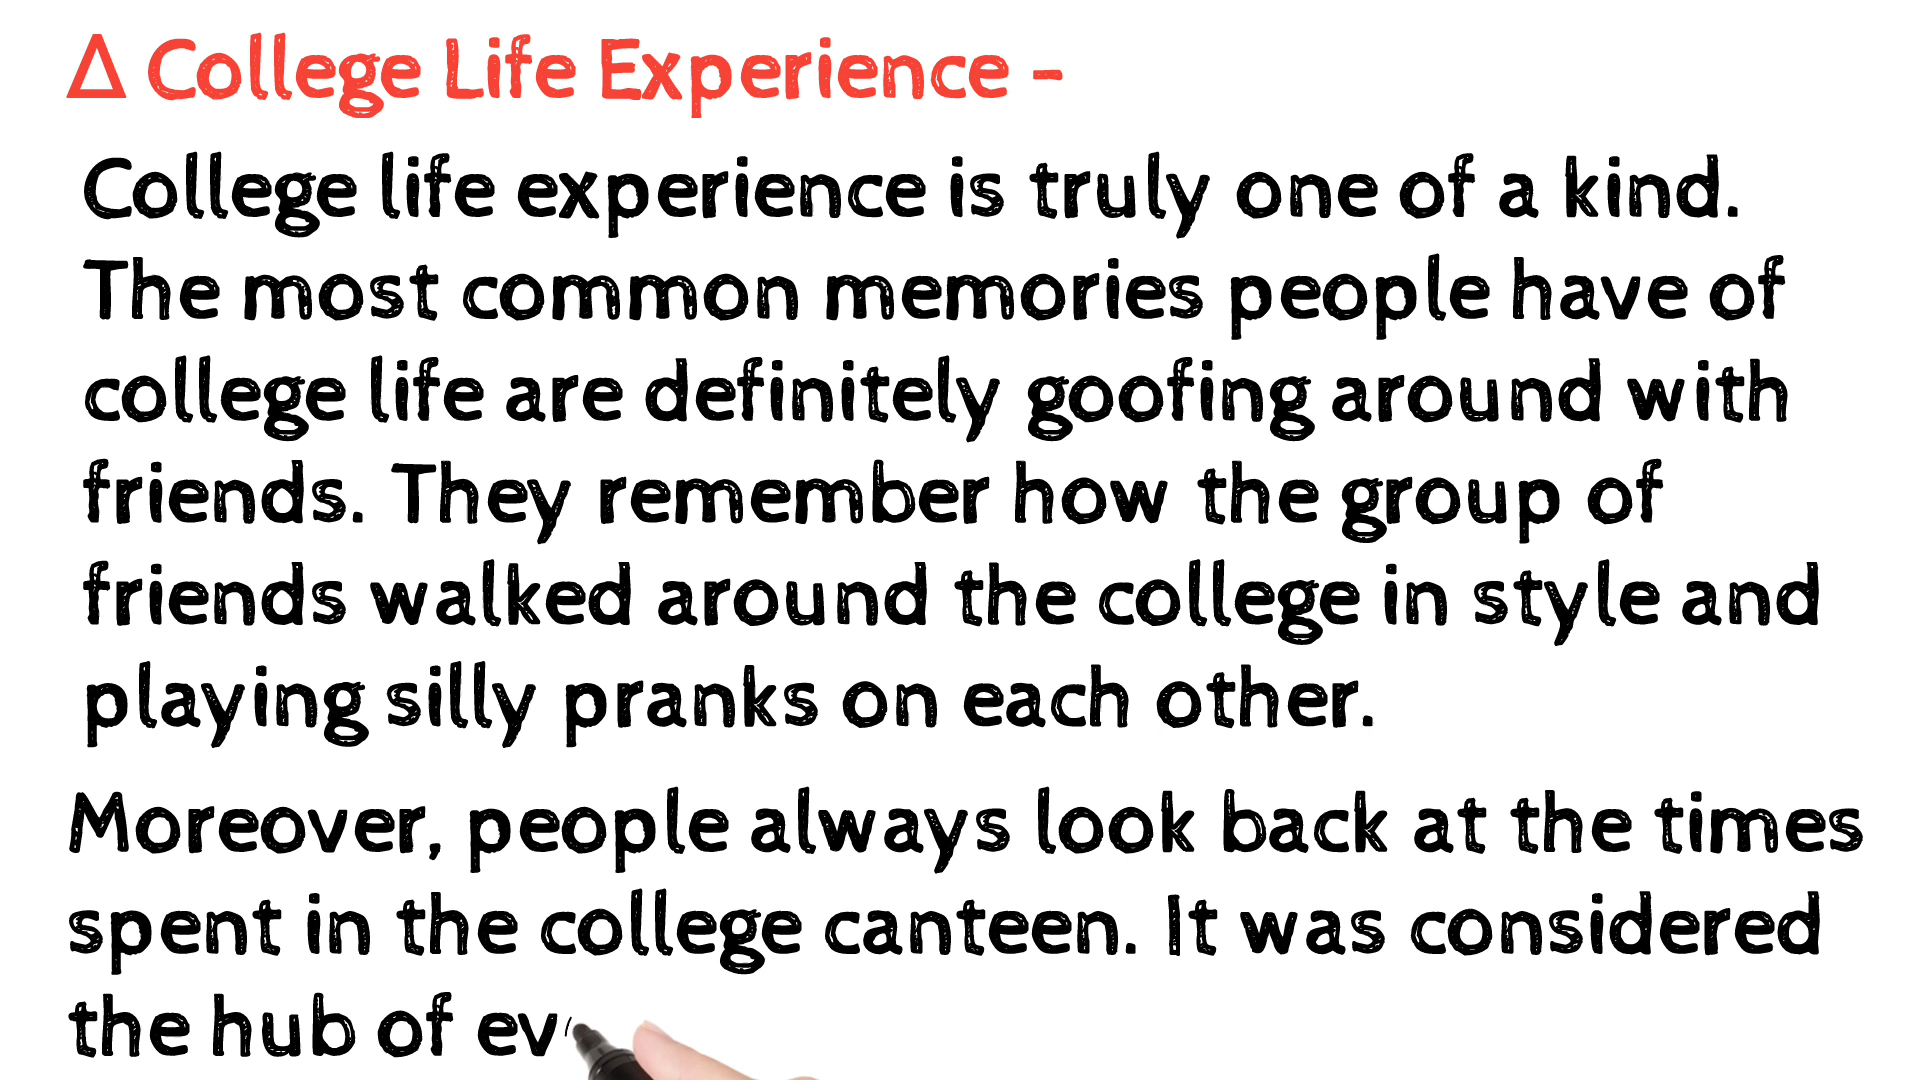 Δ College Life Experience -
College life experience is truly one of a kind.
The most common memories people have of
college life are definitely goofing around with
friends. They remember how the group of
friends walked around the college in style and
playing silly pranks on each other.
Moreover, people always look back at the times
spent in the college canteen. It was considered
the hub of ev